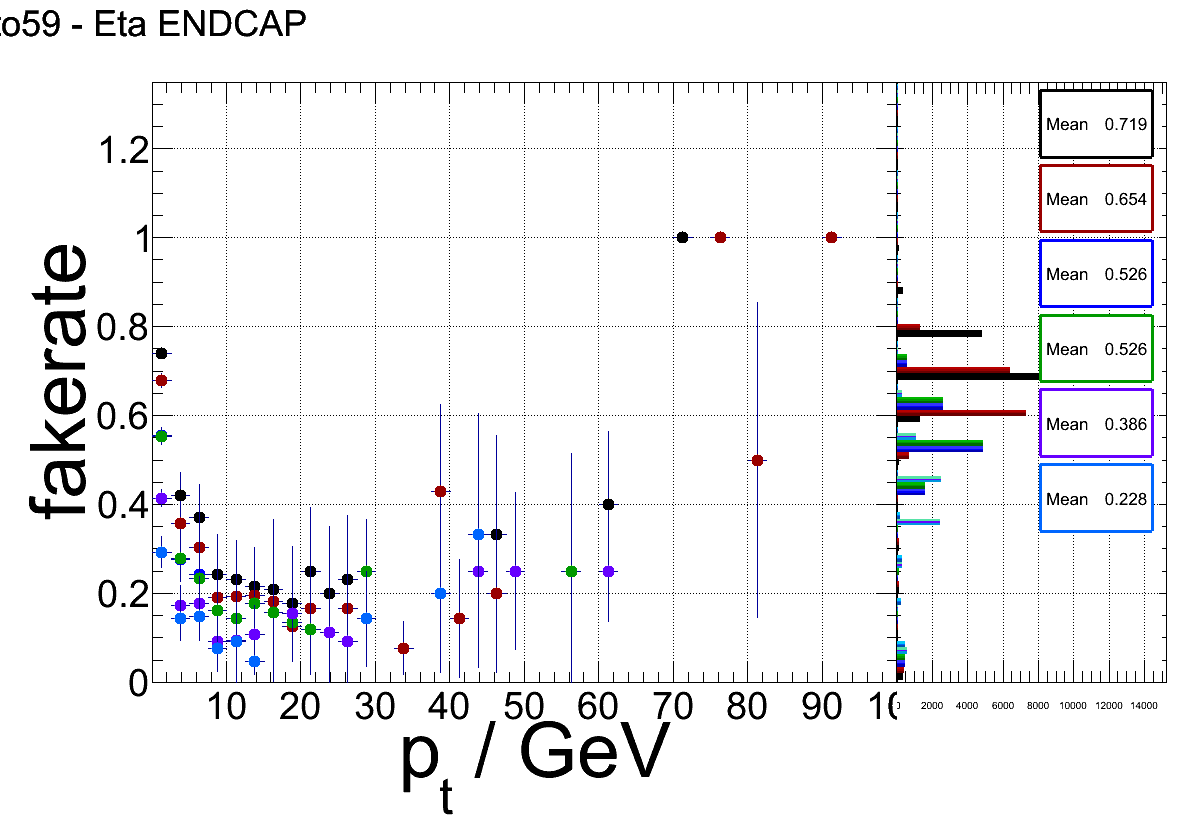 to59 - Eta ENDCAP
fakerate
1.2
1
0.8
0.6
0.4
0.2
0
10 20 30 40 50 60 70 80 90
p t / GeV
2000 4000 6000 8000 10000 12000 14000
Mean 0.719
Mean 0.654
Mean 0.526
Mean 0.526
Mean 0.386
Mean 0.228